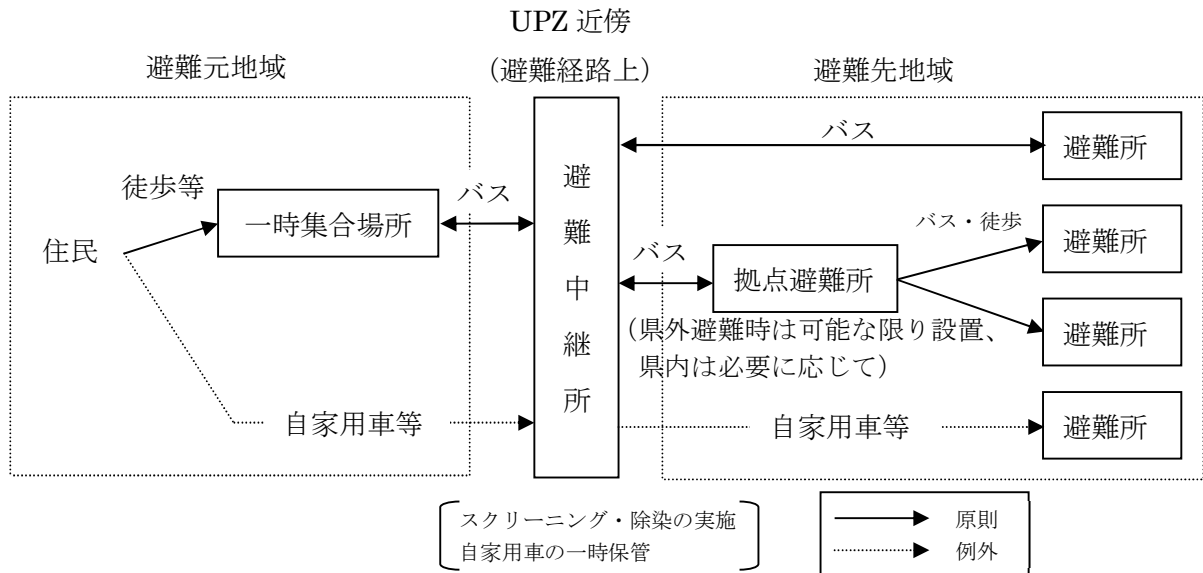 UPZ 近傍
(避難経路上)
避難元地域
避難先地域
住民
徒歩等
一時集合場所
バス
自家用車等
避難中継所
バス
避難所
バス
拠点避難所
バス・徒歩
避難所
避難所
(県外避難時は可能な限り設置、
県内は必要に応じて)
自家用車等
避難所
スクリーニング・除染の実施
自家用車の一時保管
原則
例外